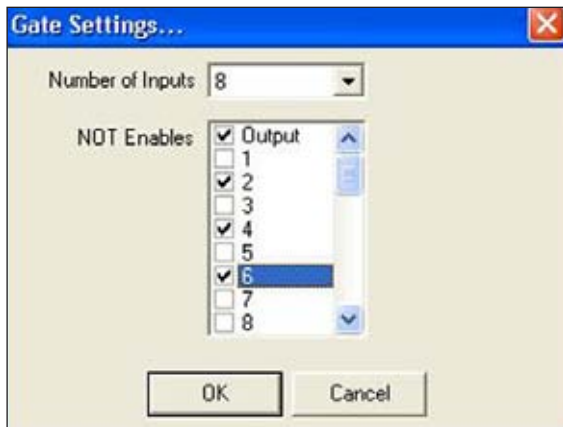 Gate Settings...
Number of Inputs 8
NOT Enables Output
1
2
3
4
5
6
7
8
OK Cancel